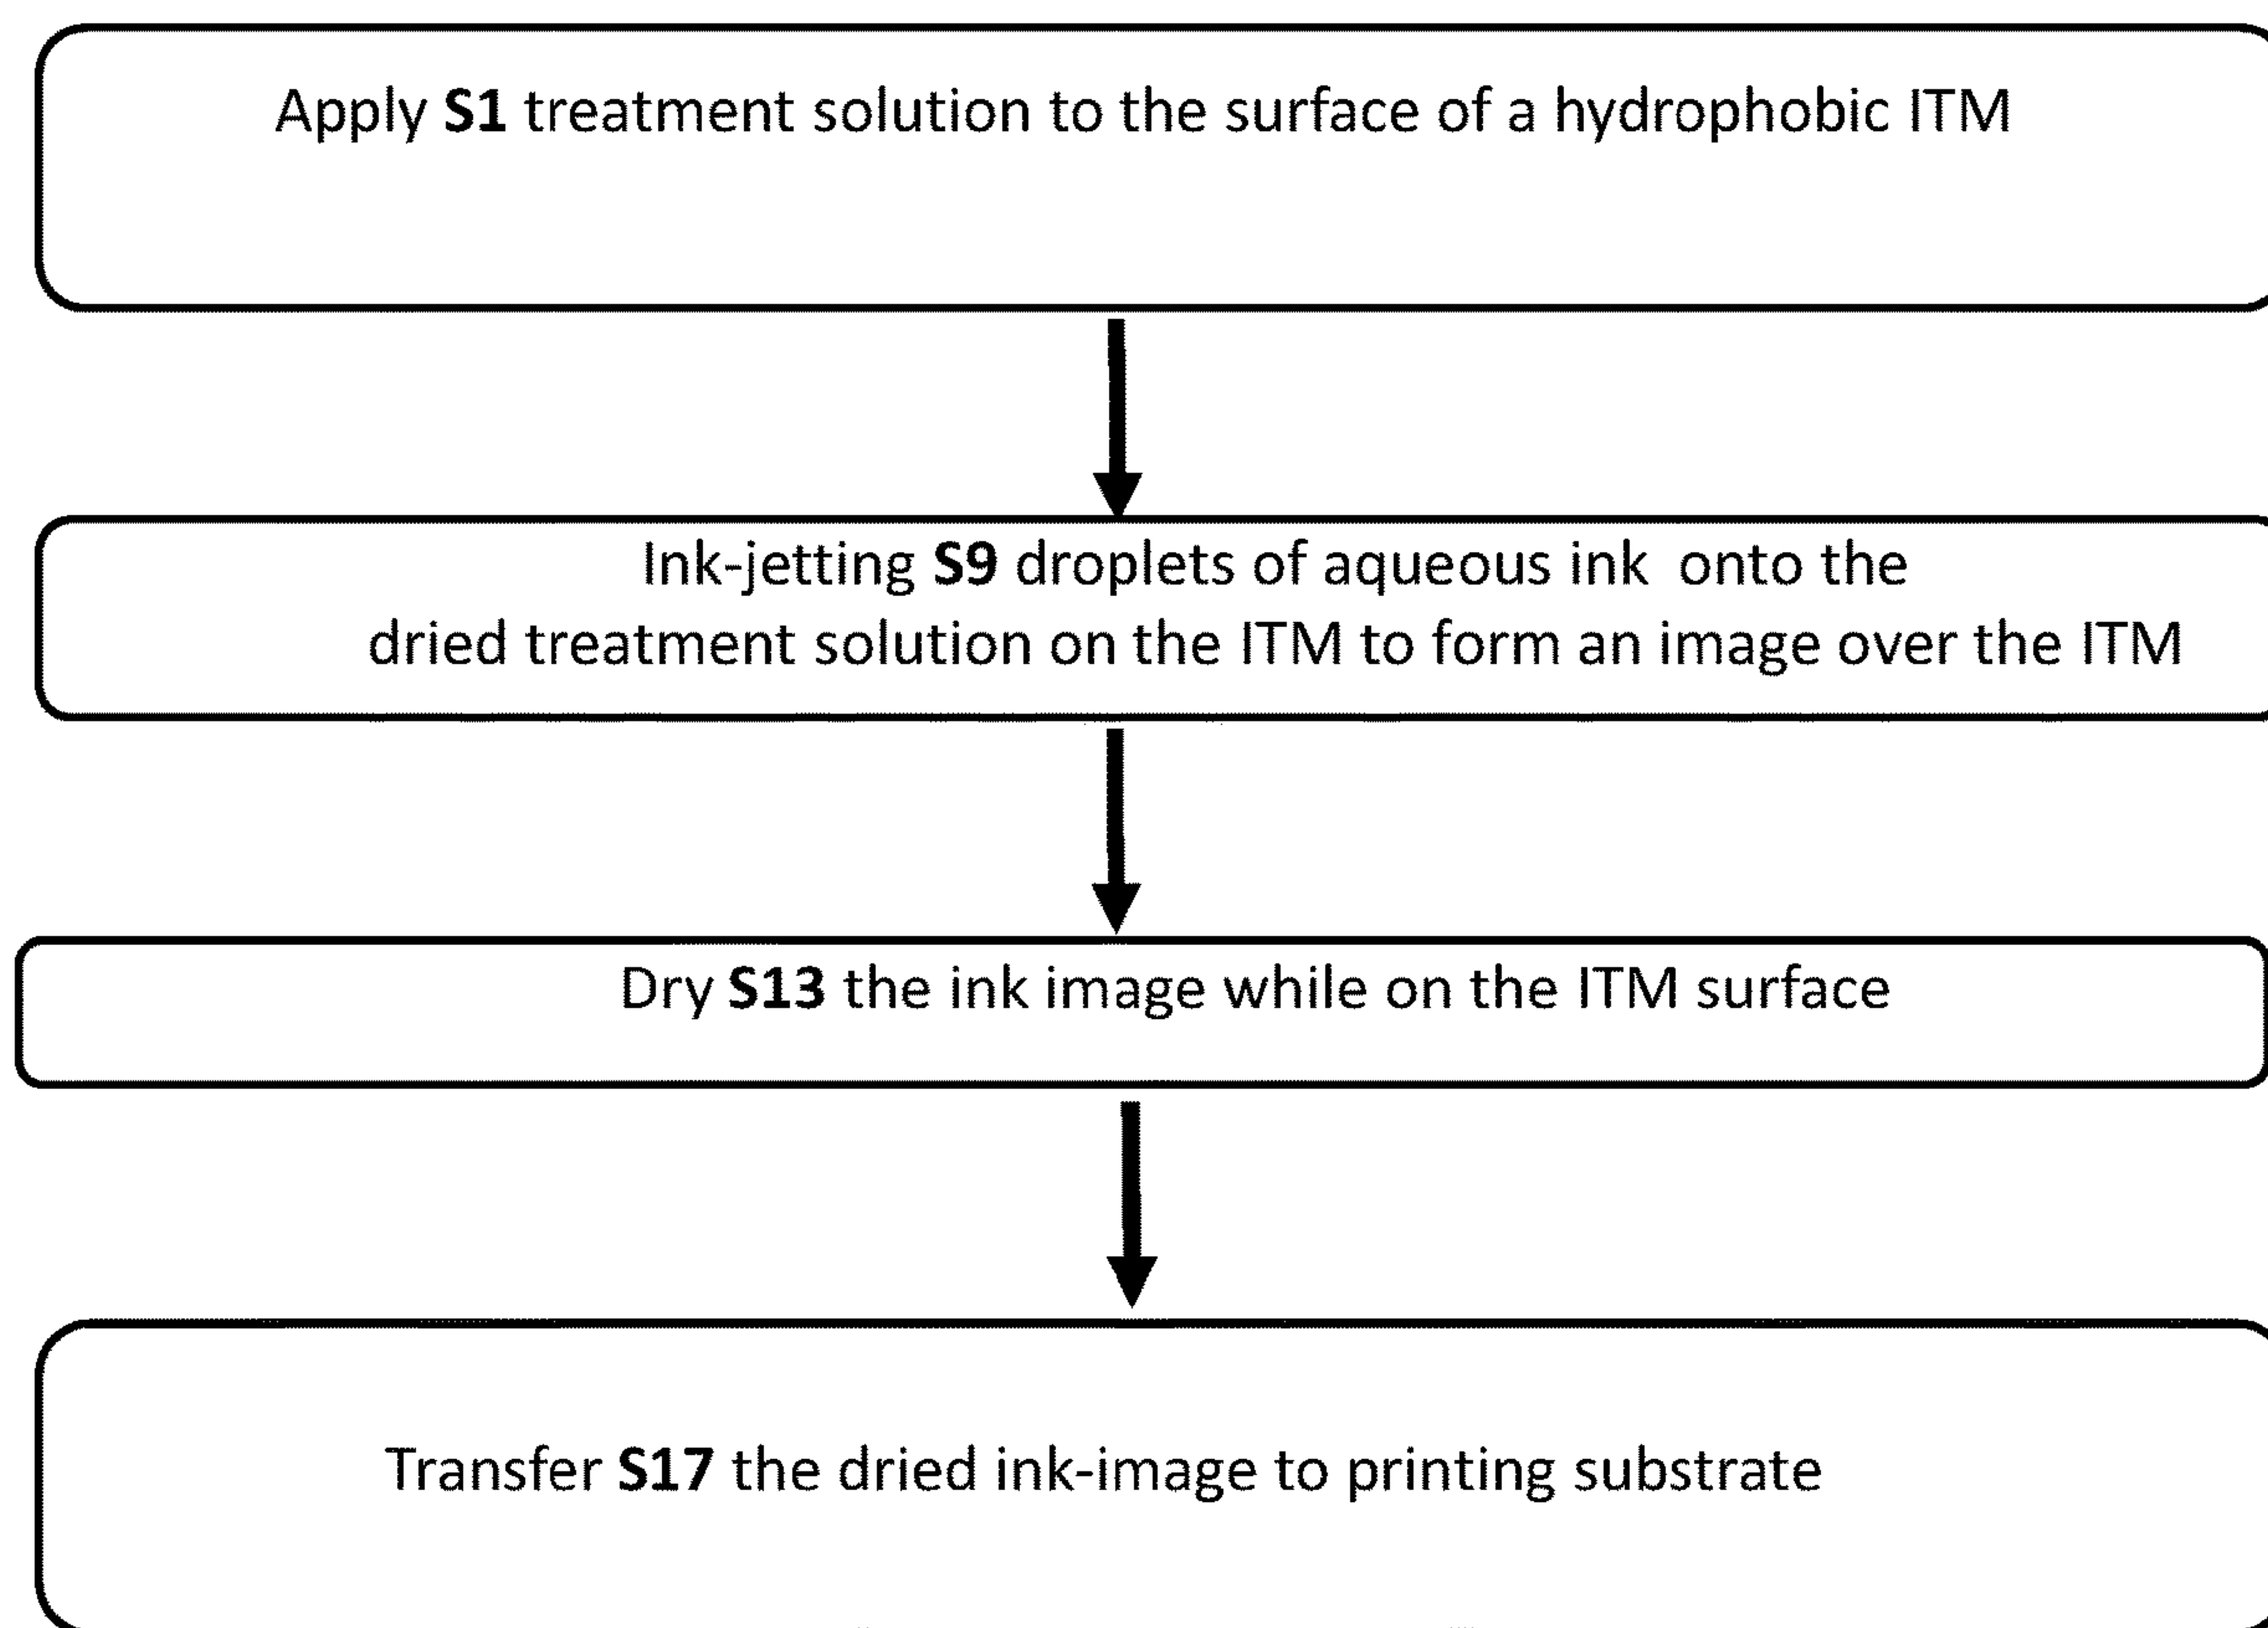 Apply S1 treatment solution to the surface of a hydrophobic ITM
Ink-jetting S9 droplets of aqueous ink onto the
dried treatment solution on the ITM to form an image over the ITM
Dry S13 the ink image while on the ITM surface
Transfer S17 the dried ink-image to printing substrate